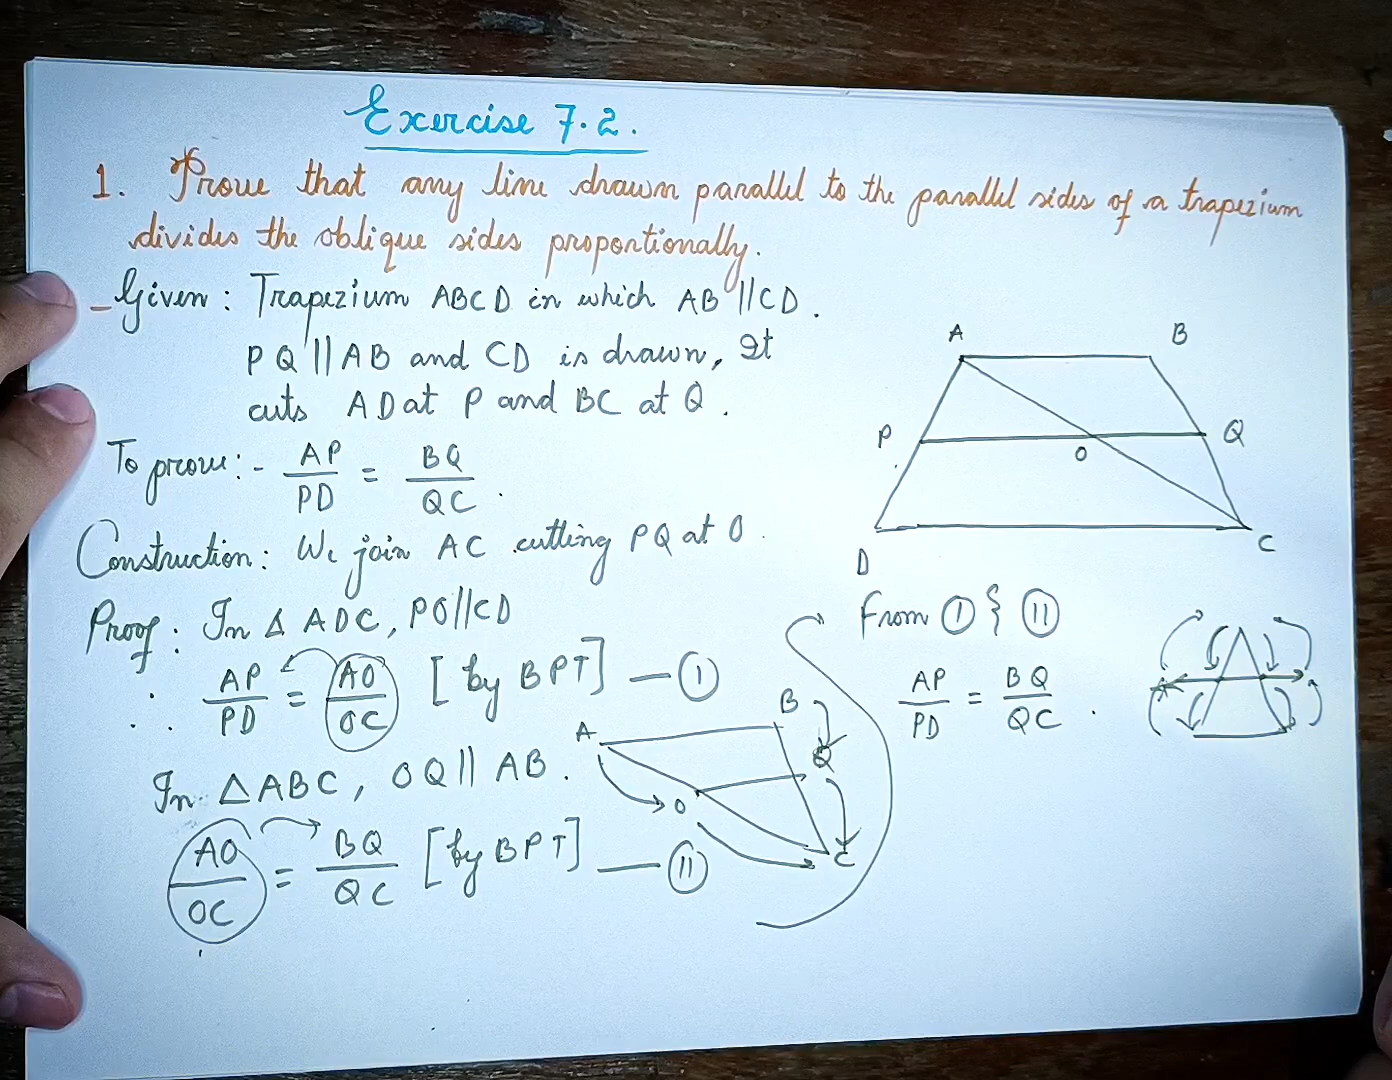 Exercise 7.2.
1. Prove that any line drawn parallel to the parallel sides of a trapezium
divides the oblique sides proportionally.
Given : Trapezium ABCD in which AB || CD.
PQ || AB and CD is drawn, It
cuts AD at P and BC at Q.
To prove :- AP/PD = BQ/QC.
Construction : We join AC cutting PQ at O.
Proof : In Δ ADC, PO || CD
∴ AP/PD = AO/OC [by BPT] — (I)
In ΔABC, OQ || AB.
AO/OC = BQ/QC [by BPT] — (II)
A B
P Q
O
D C
A B
Q
O
C
From (I) & (II)
AP/PD = BQ/QC.